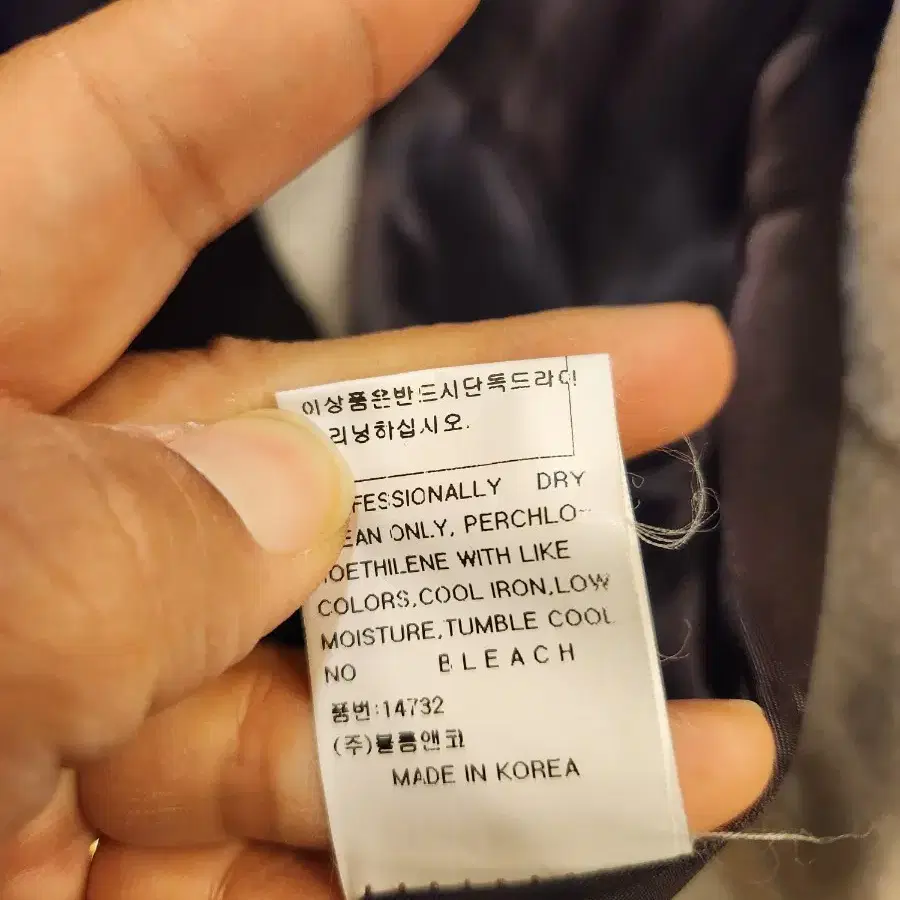 이상품은반드시단독드라이
리닝하십시오.
FESSIONALLY DRY
EAN ONLY, PERCHLO-
OETHILENE WITH LIKE
COLORS,COOL IRON,LOW
MOISTURE,TUMBLE COOL
NO BLEACH
품번:14732
(주)블룸앤코
MADE IN KOREA